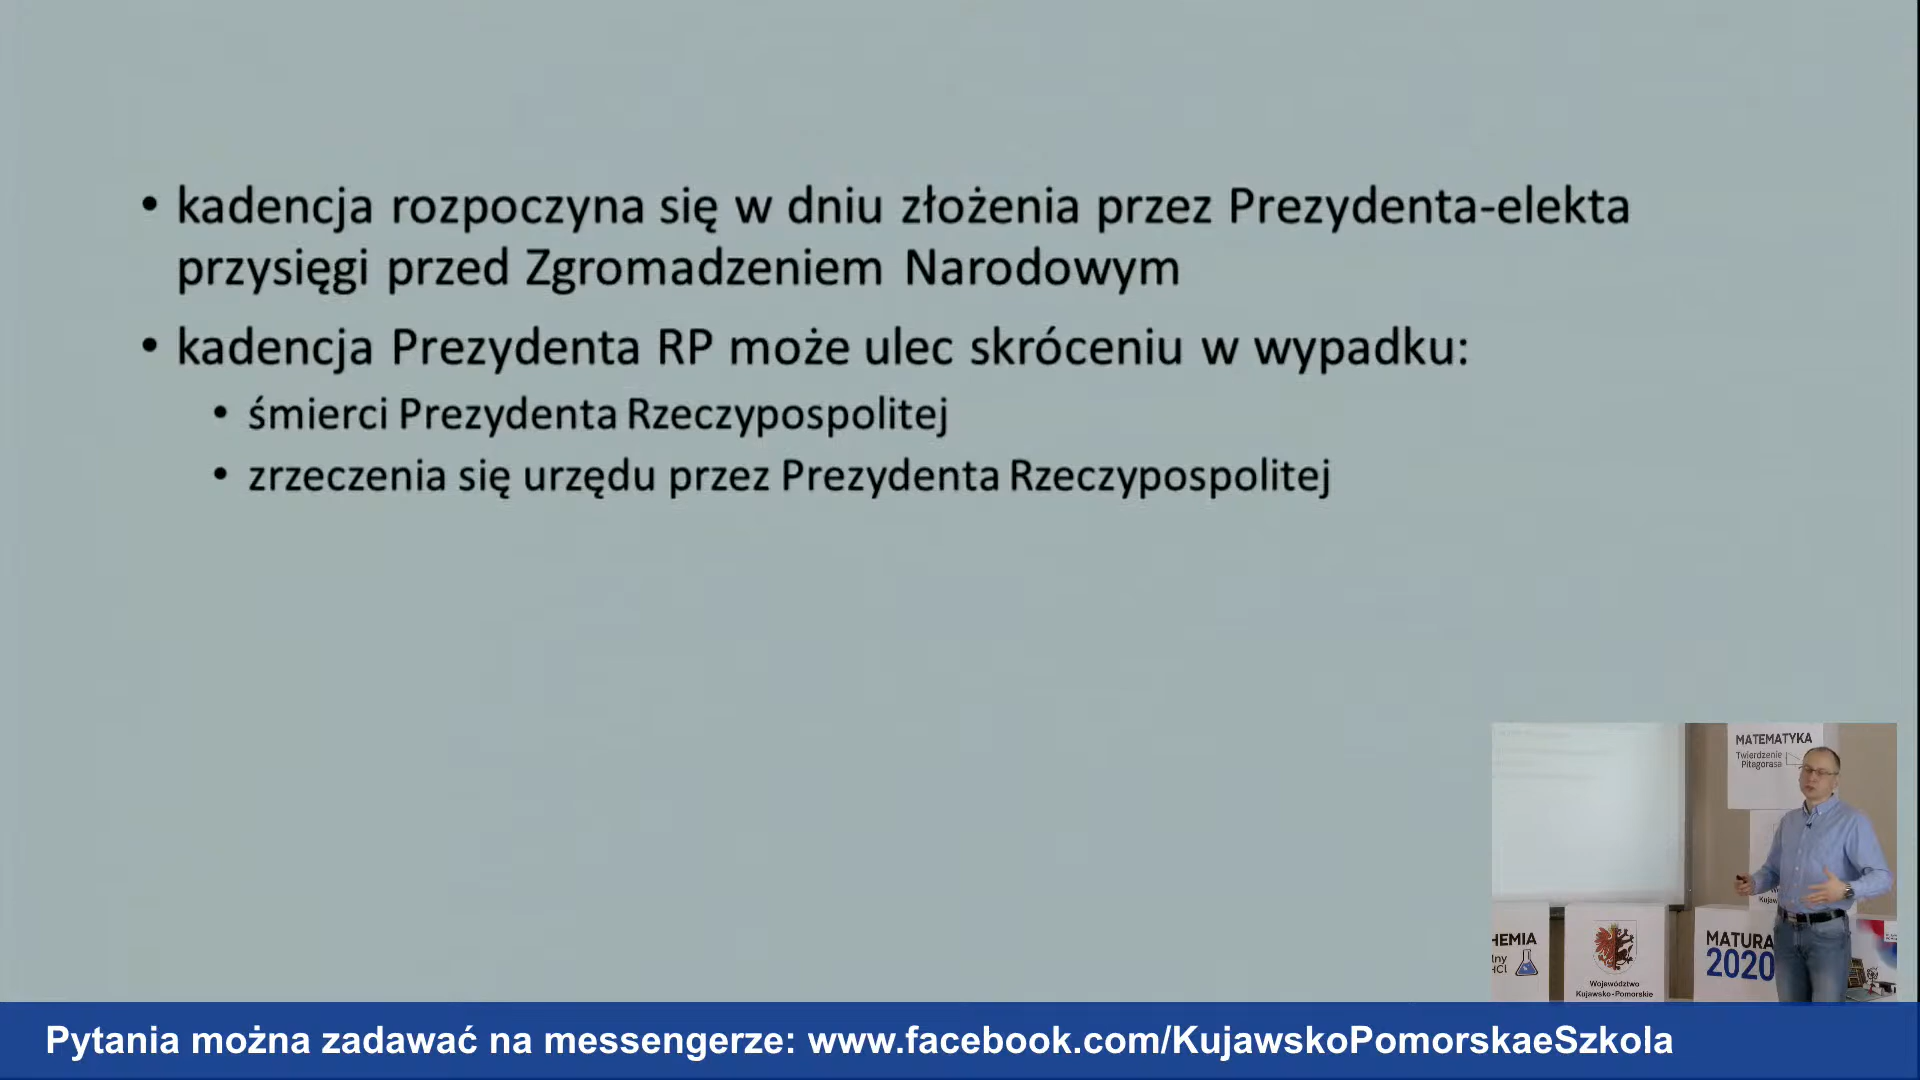 • kadencja rozpoczyna się w dniu złożenia przez Prezydenta-elekta
przysięgi przed Zgromadzeniem Narodowym
• kadencja Prezydenta RP może ulec skróceniu w wypadku:
• śmierci Prezydenta Rzeczypospolitej
• zrzeczenia się urzędu przez Prezydenta Rzeczypospolitej
MATEMATYKA
Twierdzenie
Pitagorasa
HEMIA
Województwo
Kujawsko-Pomorskie
MATURA
2020
Pytania można zadawać na messengerze: www.facebook.com/KujawskoPomorskaeSzkola